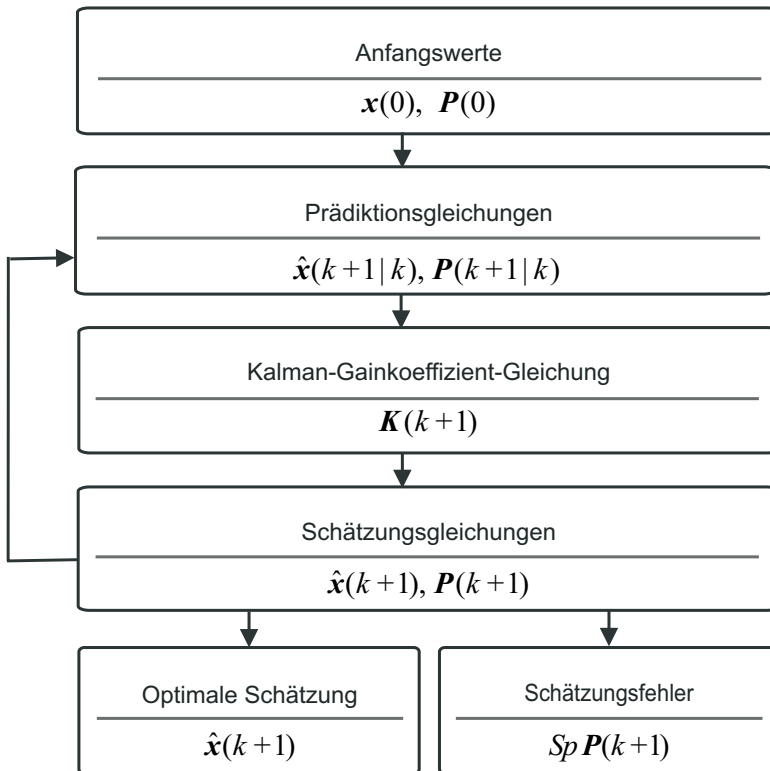 Anfangswerte
x(0), P(0)
Prädiktionsgleichungen
x̂(k+1|k), P(k+1|k)
Kalman-Gainkoeffizient-Gleichung
K(k+1)
Schätzungsgleichungen
x̂(k+1), P(k+1)
Optimale Schätzung
x̂(k+1)
Schätzungsfehler
Sp P(k+1)